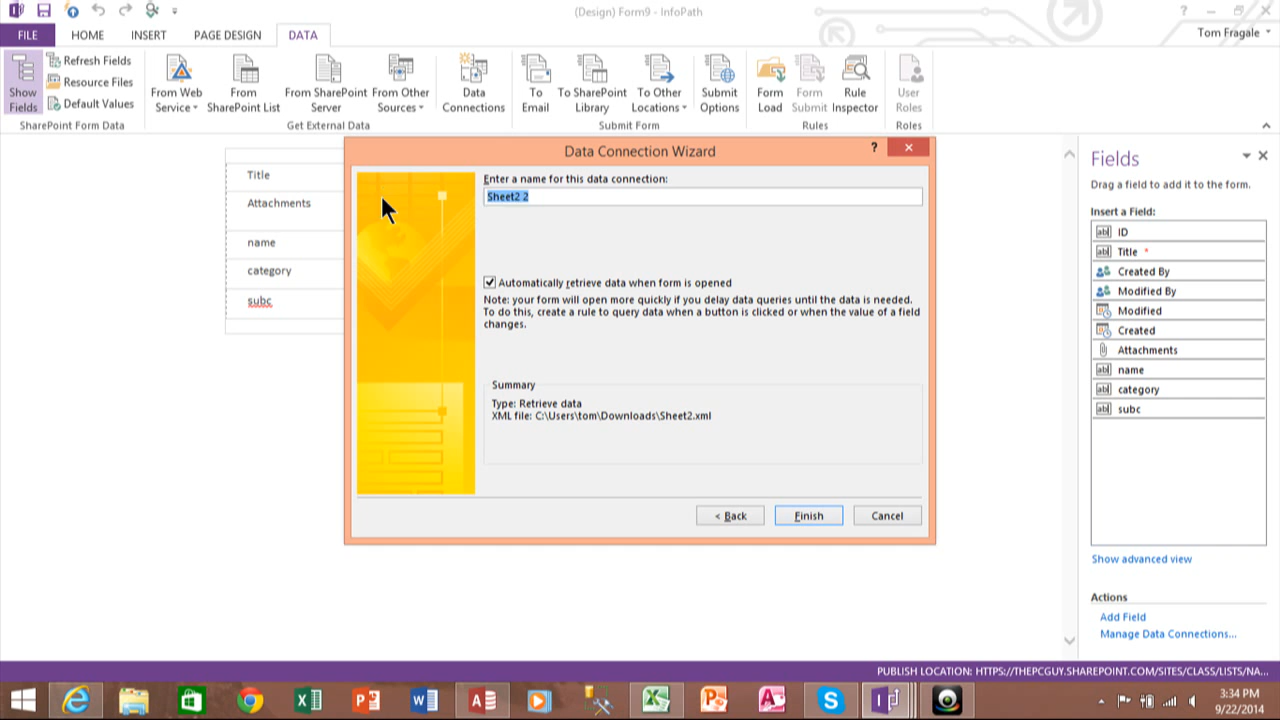 (Design) Form9 - InfoPath
?
FILE HOME INSERT PAGE DESIGN DATA
Tom Fragale
Show Fields
Refresh Fields
Resource Files
Default Values
From Web Service
From SharePoint List
From SharePoint Server
From Other Sources
Data Connections
To Email
To SharePoint Library
To Other Locations
Submit Options
Form Load
Form Submit
Rule Inspector
User Roles
SharePoint Form Data
Get External Data
Submit Form
Rules
Roles
Title
Attachments
name
category
subc
Data Connection Wizard
?
Enter a name for this data connection:
Sheet2 2
Automatically retrieve data when form is opened
Note: your form will open more quickly if you delay data queries until the data is needed.
To do this, create a rule to query data when a button is clicked or when the value of a field
changes.
Summary
Type: Retrieve data
XML file: C:\Users\tom\Downloads\Sheet2.xml
< Back
Finish
Cancel
Fields
Drag a field to add it to the form.
Insert a Field:
ID
Title *
Created By
Modified By
Modified
Created
Attachments
name
category
subc
Show advanced view
Actions
Add Field
Manage Data Connections...
PUBLISH LOCATION: HTTPS://THEPCGUY.SHAREPOINT.COM/SITES/CLASS/LISTS/NA...
3:34 PM
9/22/2014